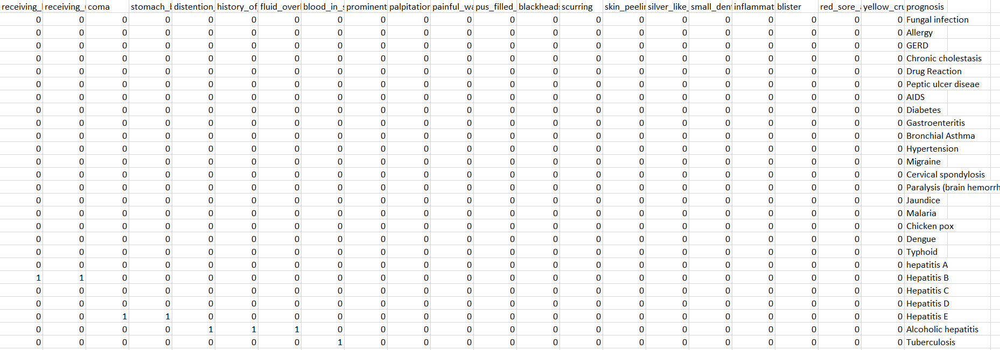 receiving_ receiving_ coma stomach_b distention_ history_of_ fluid_overl blood_in_s prominent palpitation painful_wa pus_filled_ blackheads scurring skin_peelin silver_like_ small_dent inflammat blister red_sore_a yellow_cru prognosis
0 0 0 0 0 0 0 0 0 0 0 0 0 0 0 0 0 0 0 0 0 Fungal infection
0 0 0 0 0 0 0 0 0 0 0 0 0 0 0 0 0 0 0 0 0 Allergy
0 0 0 0 0 0 0 0 0 0 0 0 0 0 0 0 0 0 0 0 0 GERD
0 0 0 0 0 0 0 0 0 0 0 0 0 0 0 0 0 0 0 0 0 Chronic cholestasis
0 0 0 0 0 0 0 0 0 0 0 0 0 0 0 0 0 0 0 0 0 Drug Reaction
0 0 0 0 0 0 0 0 0 0 0 0 0 0 0 0 0 0 0 0 0 Peptic ulcer diseae
0 0 0 0 0 0 0 0 0 0 0 0 0 0 0 0 0 0 0 0 0 AIDS
0 0 0 0 0 0 0 0 0 0 0 0 0 0 0 0 0 0 0 0 0 Diabetes
0 0 0 0 0 0 0 0 0 0 0 0 0 0 0 0 0 0 0 0 0 Gastroenteritis
0 0 0 0 0 0 0 0 0 0 0 0 0 0 0 0 0 0 0 0 0 Bronchial Asthma
0 0 0 0 0 0 0 0 0 0 0 0 0 0 0 0 0 0 0 0 0 Hypertension
0 0 0 0 0 0 0 0 0 0 0 0 0 0 0 0 0 0 0 0 0 Migraine
0 0 0 0 0 0 0 0 0 0 0 0 0 0 0 0 0 0 0 0 0 Cervical spondylosis
0 0 0 0 0 0 0 0 0 0 0 0 0 0 0 0 0 0 0 0 0 Paralysis (brain hemorrh
0 0 0 0 0 0 0 0 0 0 0 0 0 0 0 0 0 0 0 0 0 Jaundice
0 0 0 0 0 0 0 0 0 0 0 0 0 0 0 0 0 0 0 0 0 Malaria
0 0 0 0 0 0 0 0 0 0 0 0 0 0 0 0 0 0 0 0 0 Chicken pox
0 0 0 0 0 0 0 0 0 0 0 0 0 0 0 0 0 0 0 0 0 Dengue
0 0 0 0 0 0 0 0 0 0 0 0 0 0 0 0 0 0 0 0 0 Typhoid
0 0 0 0 0 0 0 0 0 0 0 0 0 0 0 0 0 0 0 0 0 hepatitis A
1 1 0 0 0 0 0 0 0 0 0 0 0 0 0 0 0 0 0 0 0 Hepatitis B
0 0 0 0 0 0 0 0 0 0 0 0 0 0 0 0 0 0 0 0 0 Hepatitis C
0 0 0 0 0 0 0 0 0 0 0 0 0 0 0 0 0 0 0 0 0 Hepatitis D
0 0 1 1 0 0 0 0 0 0 0 0 0 0 0 0 0 0 0 0 0 Hepatitis E
0 0 0 0 1 1 1 0 0 0 0 0 0 0 0 0 0 0 0 0 0 Alcoholic hepatitis
0 0 0 0 0 0 0 1 0 0 0 0 0 0 0 0 0 0 0 0 0 Tuberculosis